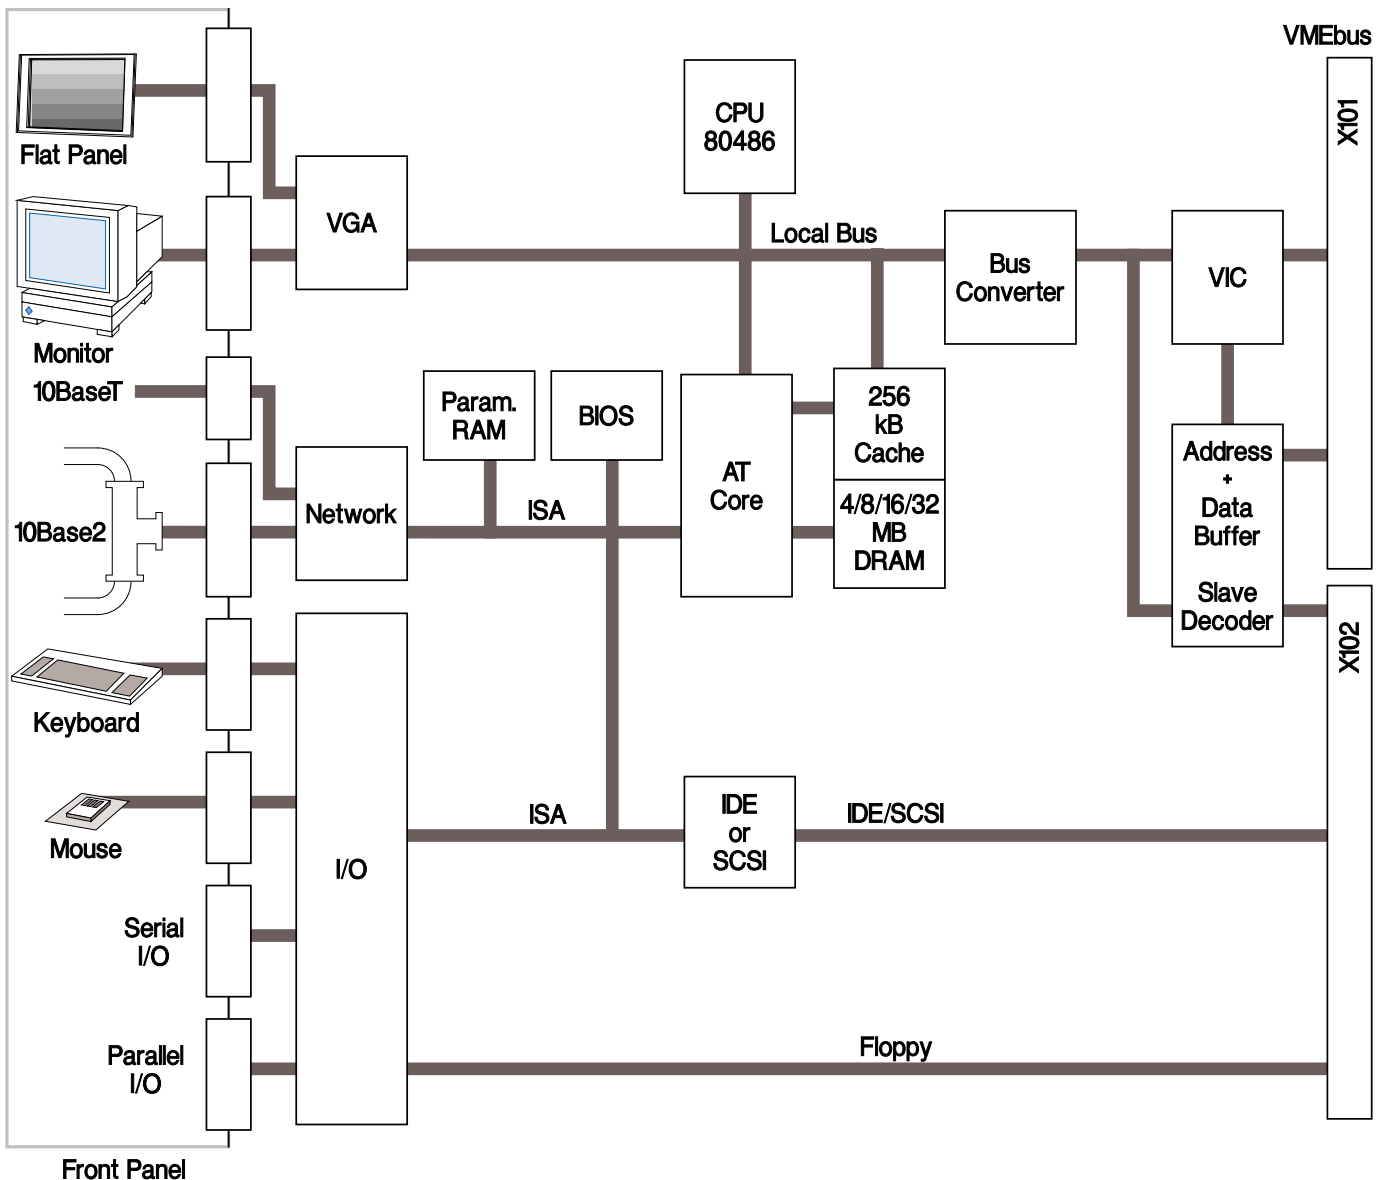 VMEbus
X101
CPU
80486
Flat Panel
VGA
Local Bus
Bus
Converter
VIC
Monitor
10BaseT
Param.
RAM
BIOS
256
kB
Cache
AT
Core
4/8/16/32
MB
DRAM
Address
+
Data
Buffer
Slave
Decoder
Network
ISA
10Base2
X102
Keyboard
Mouse
ISA
IDE
or
SCSI
IDE/SCSI
I/O
Serial
I/O
Parallel
I/O
Floppy
Front Panel